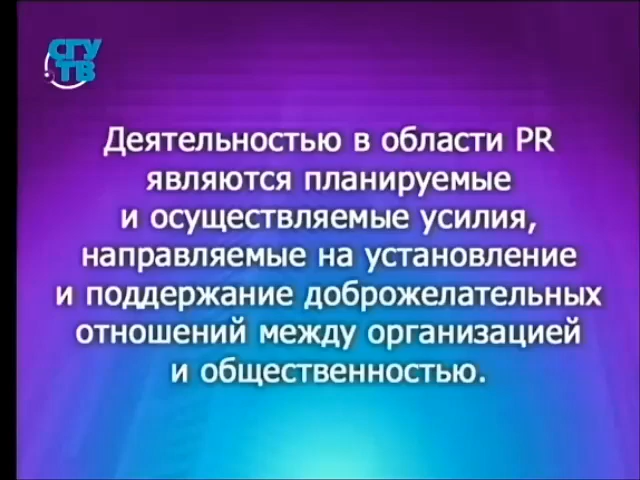 СГУ
ТВ
Деятельностью в области PR
являются планируемые
и осуществляемые усилия,
направляемые на установление
и поддержание доброжелательных
отношений между организацией
и общественностью.